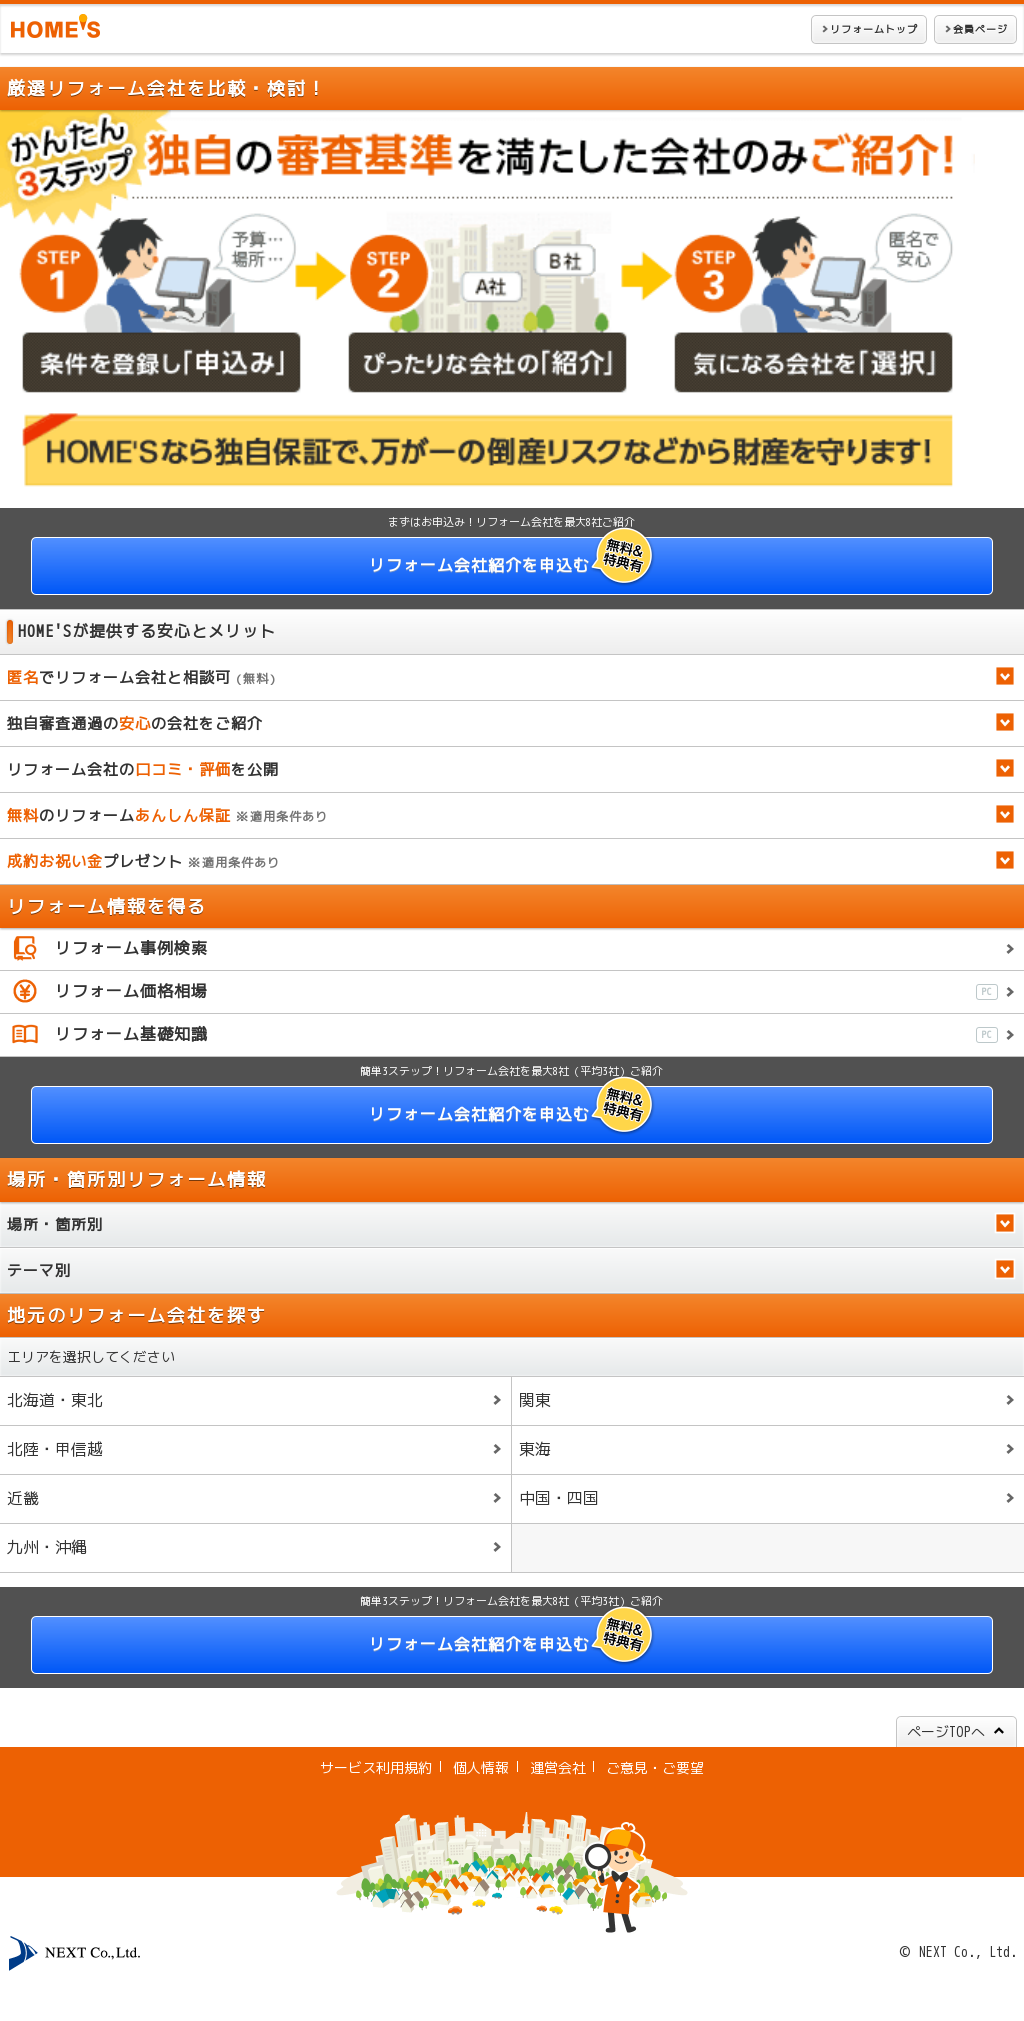 HOME'S
リフォームトップ
会員ページ
厳選リフォーム会社を比較・検討！
かんたん
3ステップ
独自の審査基準を満たした会社のみご紹介!
STEP
1
予算…
場所…
STEP
2
A社
B社
STEP
3
匿名で
安心
条件を登録し「申込み」
ぴったりな会社の「紹介」
気になる会社を「選択」
HOME'Sなら独自保証で、万が一の倒産リスクなどから財産を守ります!
まずはお申込み！リフォーム会社を最大8社ご紹介
リフォーム会社紹介を申込む
無料&
特典有
HOME'Sが提供する安心とメリット
匿名でリフォーム会社と相談可 (無料)
独自審査通過の安心の会社をご紹介
リフォーム会社の口コミ・評価を公開
無料のリフォームあんしん保証 ※適用条件あり
成約お祝い金プレゼント ※適用条件あり
リフォーム情報を得る
リフォーム事例検索
リフォーム価格相場
PC
リフォーム基礎知識
PC
簡単3ステップ！リフォーム会社を最大8社（平均3社）ご紹介
リフォーム会社紹介を申込む
無料&
特典有
場所・箇所別リフォーム情報
場所・箇所別
テーマ別
地元のリフォーム会社を探す
エリアを選択してください
北海道・東北
関東
北陸・甲信越
東海
近畿
中国・四国
九州・沖縄
簡単3ステップ！リフォーム会社を最大8社（平均3社）ご紹介
リフォーム会社紹介を申込む
無料&
特典有
ページTOPへ
サービス利用規約
個人情報
運営会社
ご意見・ご要望
NEXT Co.,Ltd.
© NEXT Co., Ltd.